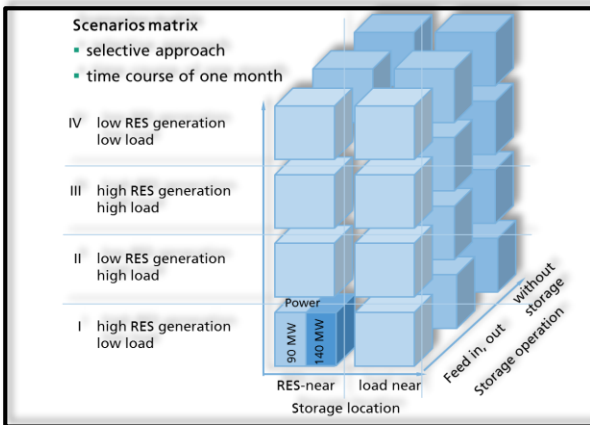 Scenarios matrix
▪ selective approach
▪ time course of one month
IV low RES generation
low load
III high RES generation
high load
II low RES generation
high load
I high RES generation
low load
Power
90 MW
140 MW
RES-near
load near
Storage location
Feed in, out
without
storage
Storage operation